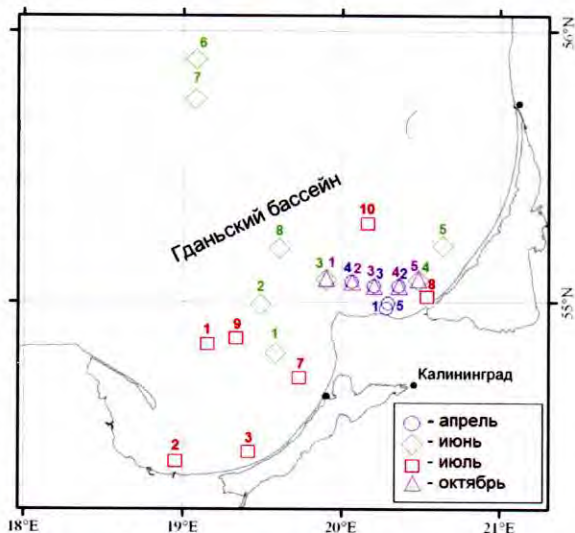 56°N
6
7
Гданьский бассейн
10
8
5
3 1 4 2 3 3 4 2 5 4
2
8
1 5
55°N
1
9
1
7
Калининград
2
3
- апрель
- июнь
- июль
- октябрь
18°E 19°E 20°E 21°E